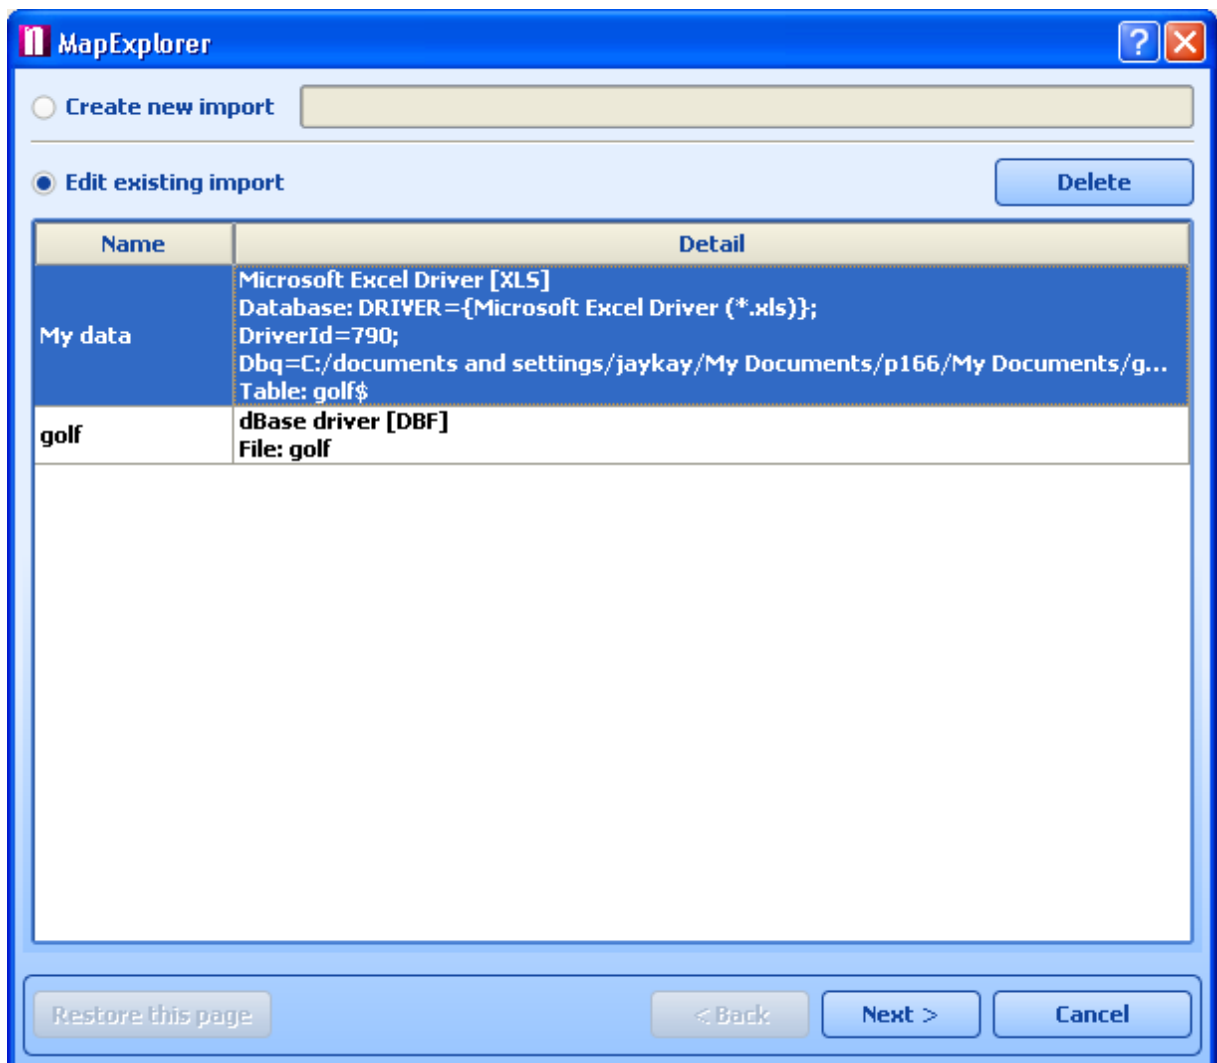 MapExplorer
Create new import
Edit existing import
Delete
Name Detail
My data
Microsoft Excel Driver [XLS]
Database: DRIVER={Microsoft Excel Driver (*.xls)};
DriverId=790;
Dbq=C:/documents and settings/jaykay/My Documents/p166/My Documents/g...
Table: golf$
golf
dBase driver [DBF]
File: golf
Restore this page < Back Next > Cancel